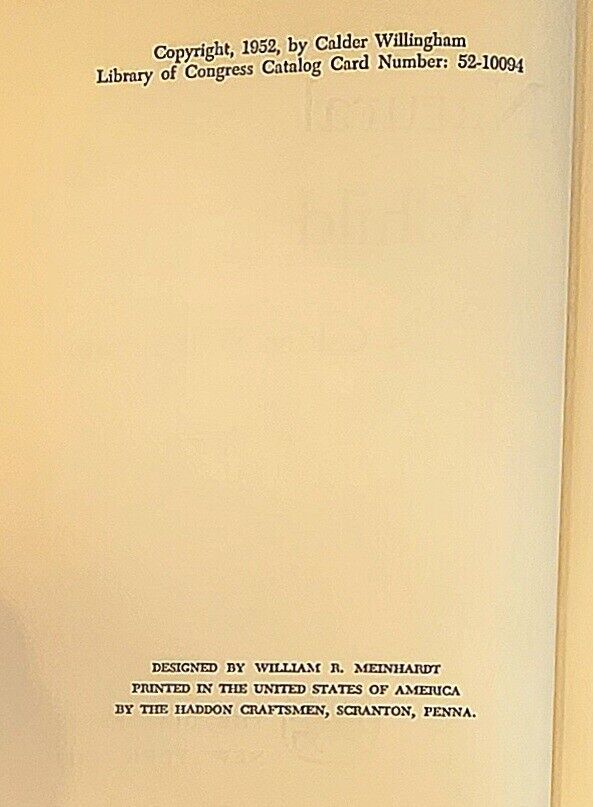 Copyright, 1952, by Calder Willingham
Library of Congress Catalog Card Number: 52-10094
DESIGNED BY WILLIAM R. MEINHARDT
PRINTED IN THE UNITED STATES OF AMERICA
BY THE HADDON CRAFTSMEN, SCRANTON, PENNA.